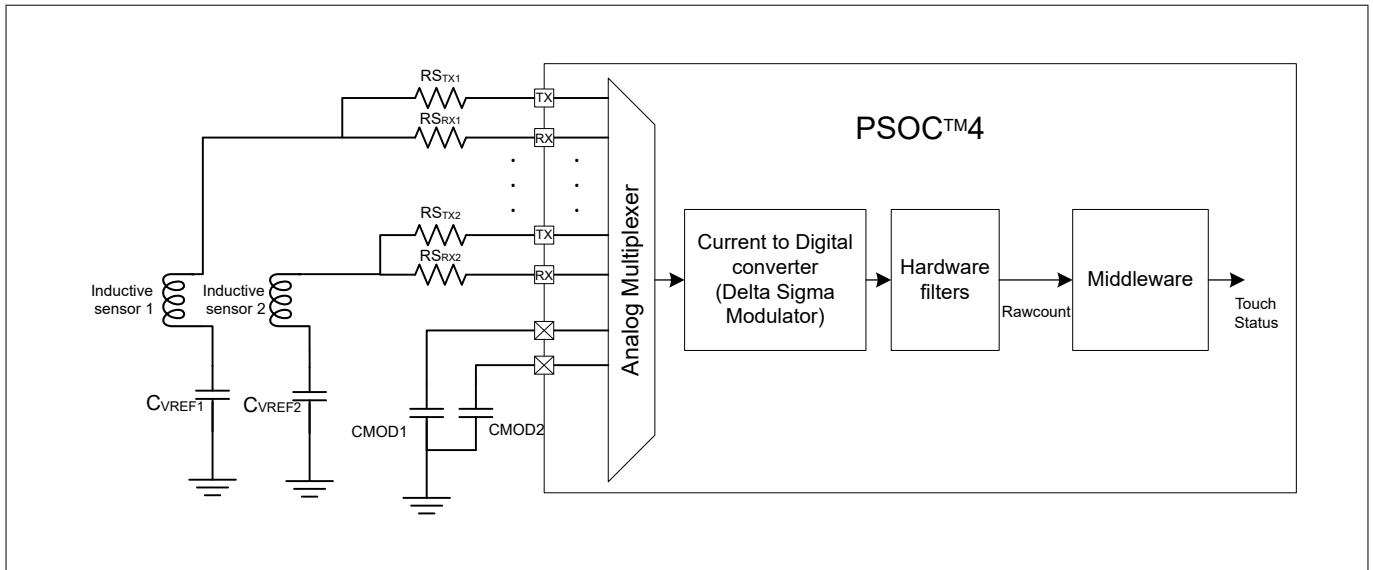 RSTX1
TX
RSRX1
RX
PSOC™4
RSTX2
TX
RSRX2
RX
Analog Multiplexer
Current to Digital
converter
(Delta Sigma
Modulator)
Hardware
filters
Rawcount
Middleware
Touch
Status
Inductive
sensor 1
Inductive
sensor 2
CVREF1
CVREF2
CMOD1
CMOD2